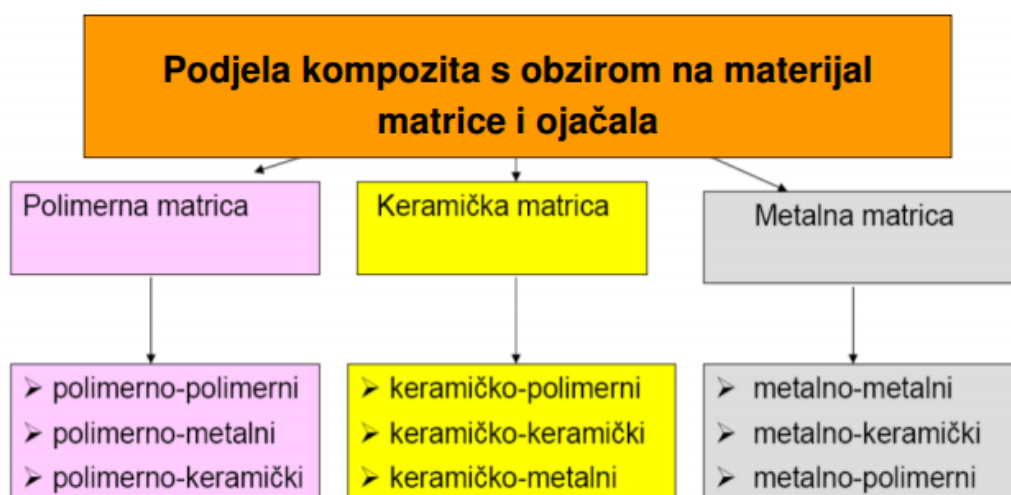 Podjela kompozita s obzirom na materijal
matrice i ojačala
Polimerna matrica
Keramička matrica
Metalna matrica
➤ polimerno-polimerni
➤ polimerno-metalni
➤ polimerno-keramički
➤ keramičko-polimerni
➤ keramičko-keramički
➤ keramičko-metalni
➤ metalno-metalni
➤ metalno-keramički
➤ metalno-polimerni